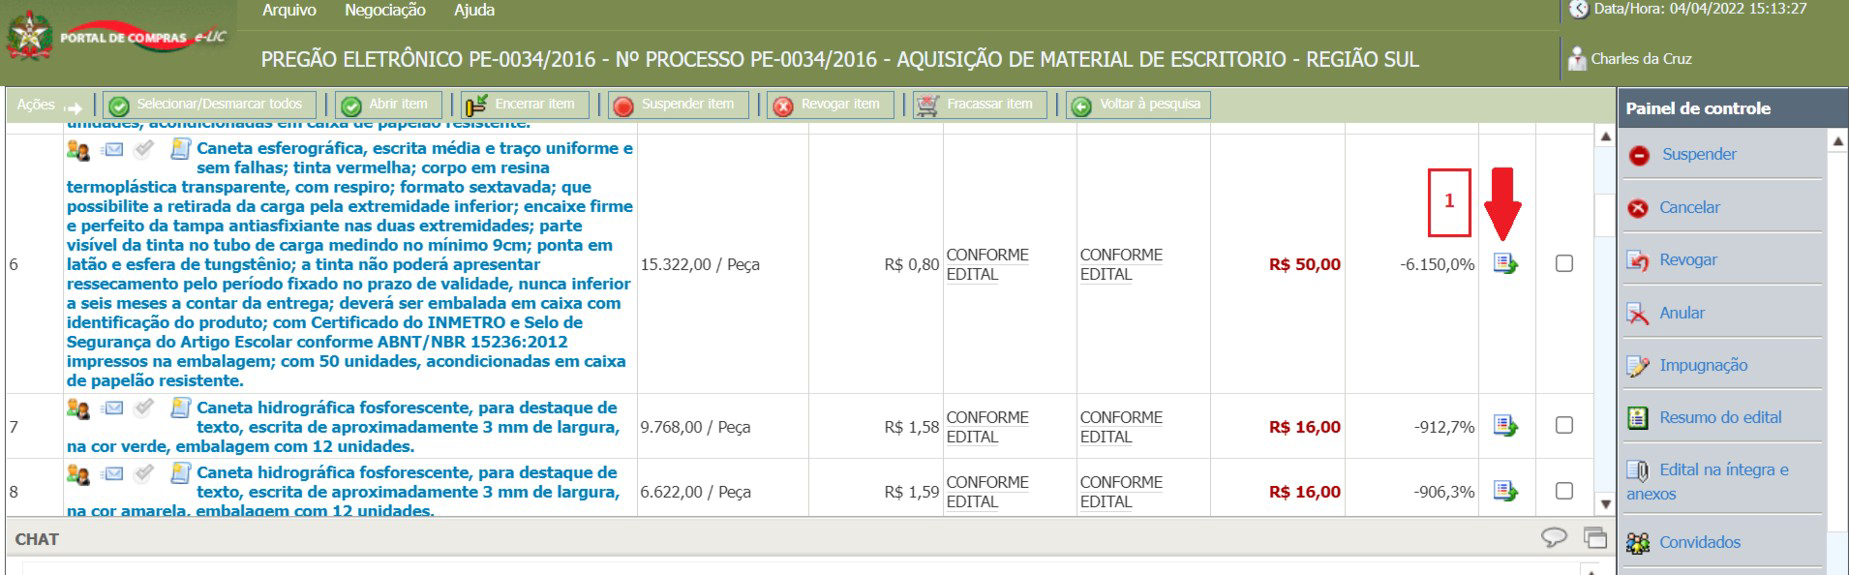 Arquivo Negociação Ajuda
Data/Hora: 04/04/2022 15:13:27
PORTAL DE COMPRAS e-LIC
PREGÃO ELETRÔNICO PE-0034/2016 - Nº PROCESSO PE-0034/2016 - AQUISIÇÃO DE MATERIAL DE ESCRITORIO - REGIÃO SUL
Charles da Cruz
Ações Selecionar/Desmarcar todos Abrir item Encerrar item Suspender item Revogar item Fracassar item Voltar à pesquisa
unidades, acondicionadas em caixa de papelão resistente.
6
Caneta esferográfica, escrita média e traço uniforme e
sem falhas; tinta vermelha; corpo em resina
termoplástica transparente, com respiro; formato sextavada; que
possibilite a retirada da carga pela extremidade inferior; encaixe firme
e perfeito da tampa antiasfixiante nas duas extremidades; parte
visível da tinta no tubo de carga medindo no mínimo 9cm; ponta em
latão e esfera de tungstênio; a tinta não poderá apresentar
ressecamento pelo período fixado no prazo de validade, nunca inferior
a seis meses a contar da entrega; deverá ser embalada em caixa com
identificação do produto; com Certificado do INMETRO e Selo de
Segurança do Artigo Escolar conforme ABNT/NBR 15236:2012
impressos na embalagem; com 50 unidades, acondicionadas em caixa
de papelão resistente.
15.322,00 / Peça
R$ 0,80
CONFORME
EDITAL
CONFORME
EDITAL
R$ 50,00
-6.150,0%
1
7
Caneta hidrográfica fosforescente, para destaque de
texto, escrita de aproximadamente 3 mm de largura,
na cor verde, embalagem com 12 unidades.
9.768,00 / Peça
R$ 1,58
CONFORME
EDITAL
CONFORME
EDITAL
R$ 16,00
-912,7%
8
Caneta hidrográfica fosforescente, para destaque de
texto, escrita de aproximadamente 3 mm de largura,
na cor amarela, embalagem com 12 unidades.
6.622,00 / Peça
R$ 1,59
CONFORME
EDITAL
CONFORME
EDITAL
R$ 16,00
-906,3%
CHAT
Painel de controle
Suspender
Cancelar
Revogar
Anular
Impugnação
Resumo do edital
Edital na íntegra e
anexos
Convidados